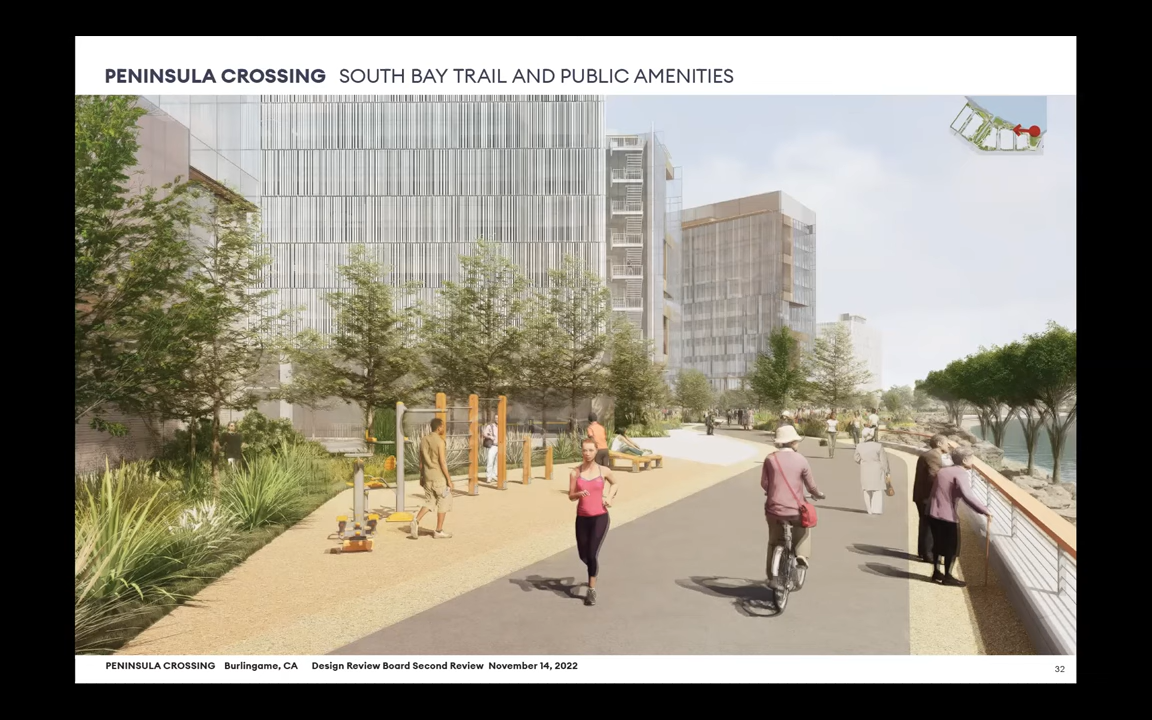 PENINSULA CROSSING SOUTH BAY TRAIL AND PUBLIC AMENITIES
PENINSULA CROSSING Burlingame, CA Design Review Board Second Review November 14, 2022
32